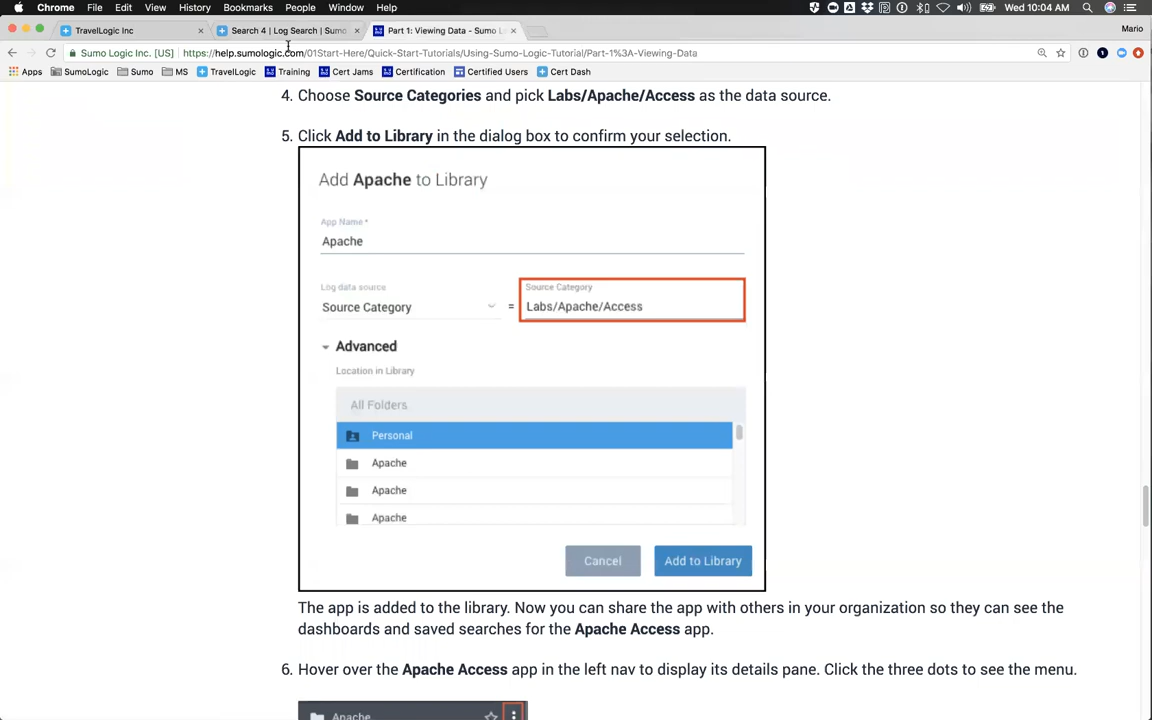 Chrome File Edit View History Bookmarks People Window Help Wed 10:04 AM
TravelLogic Inc Search 4 | Log Search | Sumo Part 1: Viewing Data - Sumo L Mario
Sumo Logic Inc. [US] https://help.sumologic.com/01Start-Here/Quick-Start-Tutorials/Using-Sumo-Logic-Tutorial/Part-1%3A-Viewing-Data
Apps SumoLogic Sumo MS TravelLogic Training Cert Jams Certification Certified Users Cert Dash
4. Choose Source Categories and pick Labs/Apache/Access as the data source.
5. Click Add to Library in the dialog box to confirm your selection.
Add Apache to Library
App Name*
Apache
Log data source Source Category
Source Category = Labs/Apache/Access
Advanced
Location in Library
All Folders
Personal
Apache
Apache
Apache
Cancel Add to Library
The app is added to the library. Now you can share the app with others in your organization so they can see the
dashboards and saved searches for the Apache Access app.
6. Hover over the Apache Access app in the left nav to display its details pane. Click the three dots to see the menu.
Apache